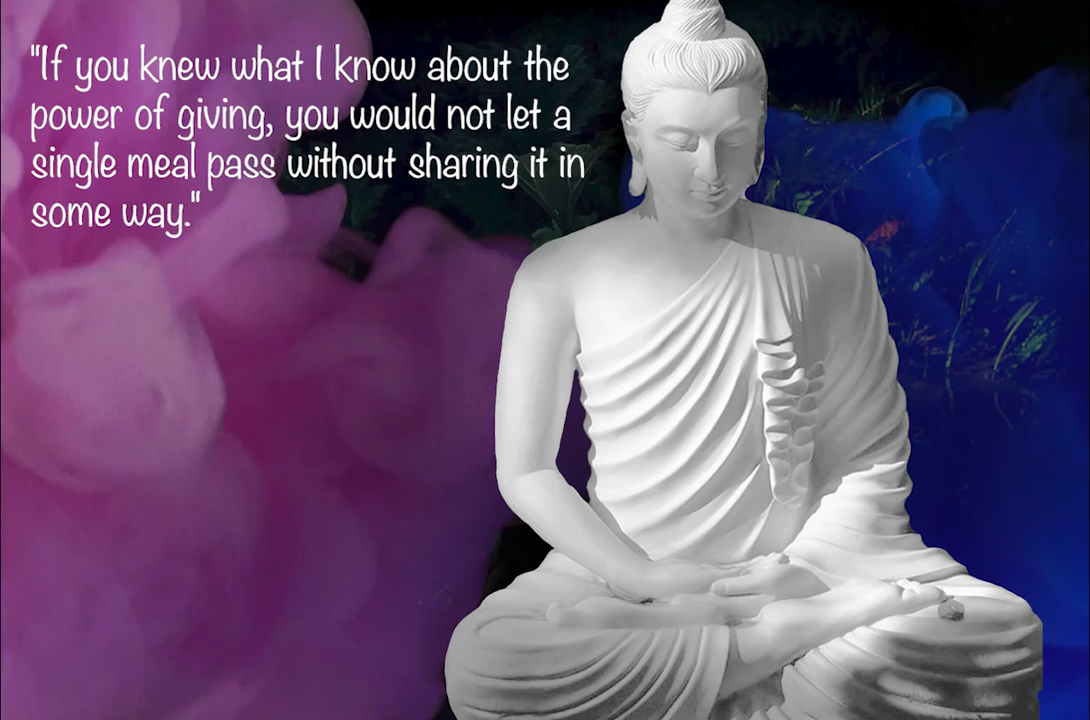 "If you knew what I know about the
power of giving, you would not let a
single meal pass without sharing it in
some way."